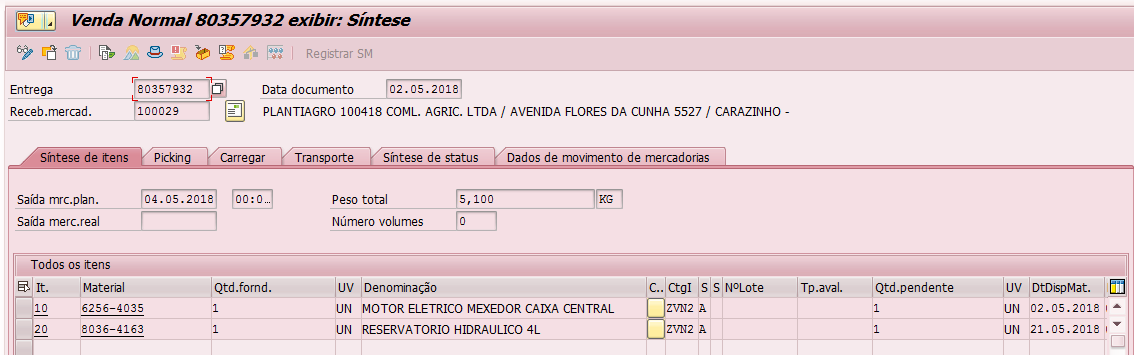 Venda Normal 80357932 exibir: Síntese
Registrar SM
Entrega 80357932 Data documento 02.05.2018
Receb.mercad. 100029 PLANTIAGRO 100418 COML. AGRIC. LTDA / AVENIDA FLORES DA CUNHA 5527 / CARAZINHO -
Síntese de itens Picking Carregar Transporte Síntese de status Dados de movimento de mercadorias
Saída mrc.plan. 04.05.2018 00:0… Peso total 5,100 KG
Saída merc.real Número volumes 0
Todos os itens
It. Material Qtd.fornd. UV Denominação C.. CtgI S S NºLote Tp.aval. Qtd.pendente UV DtDispMat.
10 6256-4035 1 UN MOTOR ELETRICO MEXEDOR CAIXA CENTRAL ZVN2 A 1 UN 02.05.2018
20 8036-4163 1 UN RESERVATORIO HIDRAULICO 4L ZVN2 A 1 UN 21.05.2018